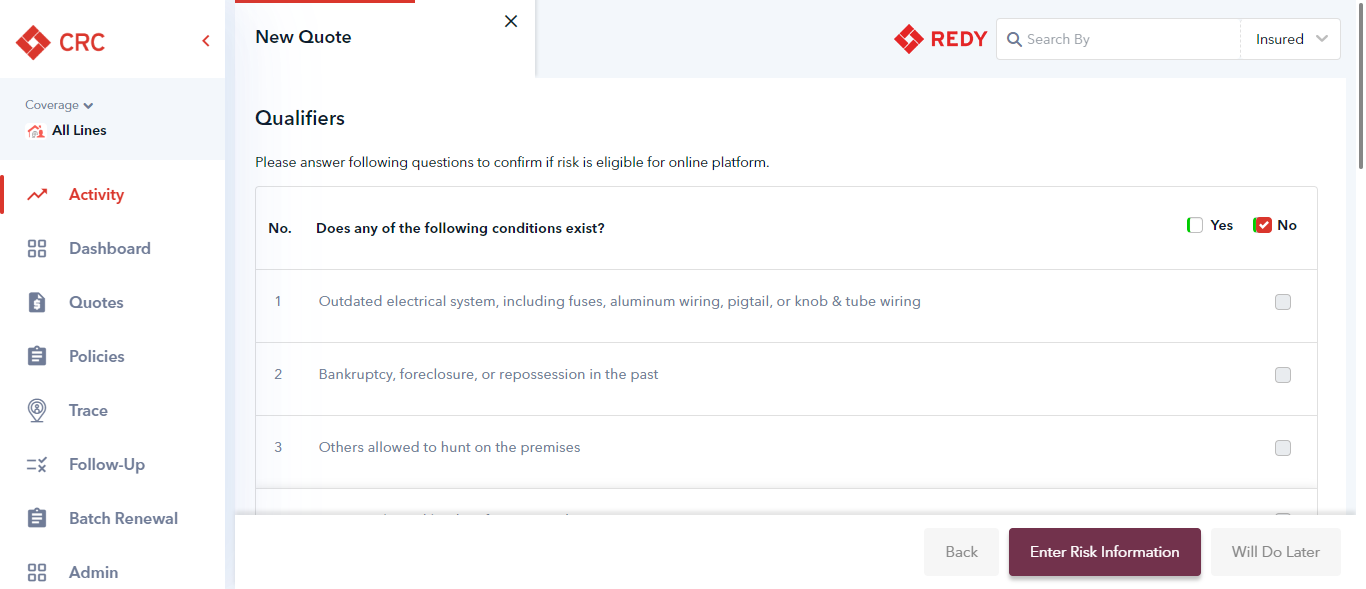 CRC
Coverage
All Lines
Activity
Dashboard
Quotes
Policies
Trace
Follow-Up
Batch Renewal
Admin
New Quote
REDY
Search By
Insured
Qualifiers
Please answer following questions to confirm if risk is eligible for online platform.
No. Does any of the following conditions exist? Yes No
1 Outdated electrical system, including fuses, aluminum wiring, pigtail, or knob & tube wiring
2 Bankruptcy, foreclosure, or repossession in the past
3 Others allowed to hunt on the premises
Back
Enter Risk Information
Will Do Later